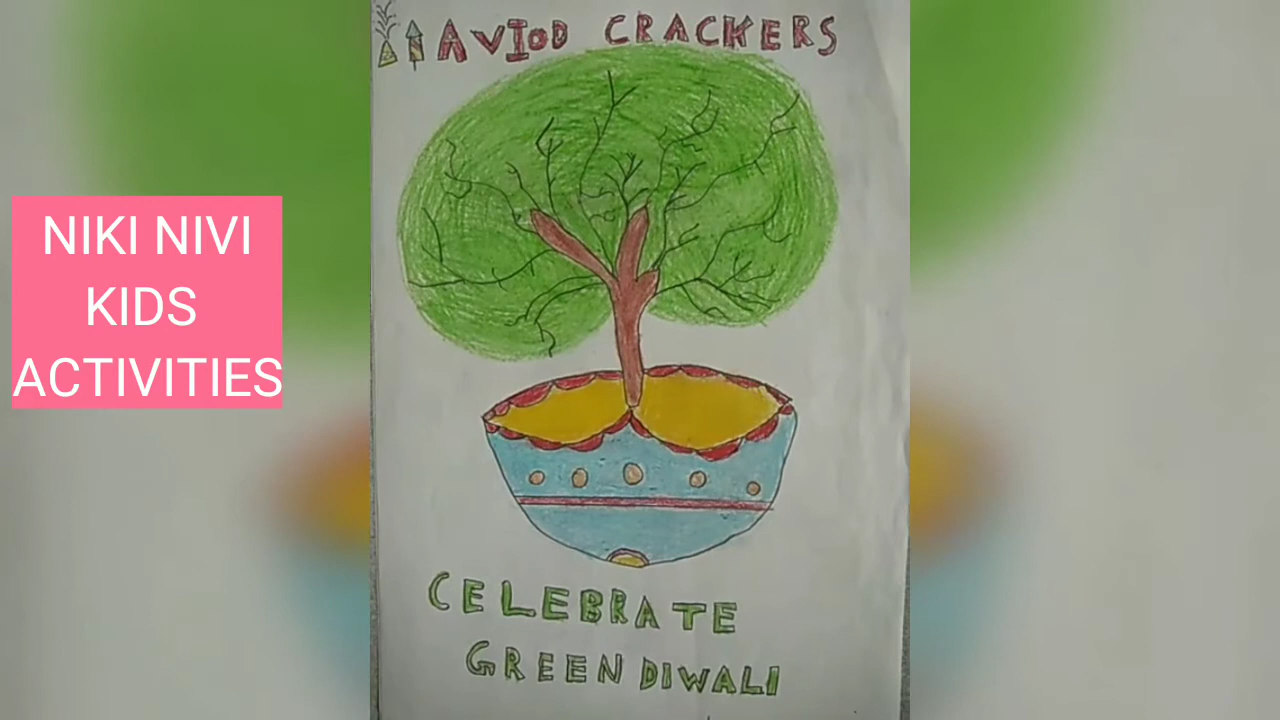 AVIOD CRACKERS
NIKI NIVI
KIDS
ACTIVITIES
CELEBRATE
GREEN DIWALI